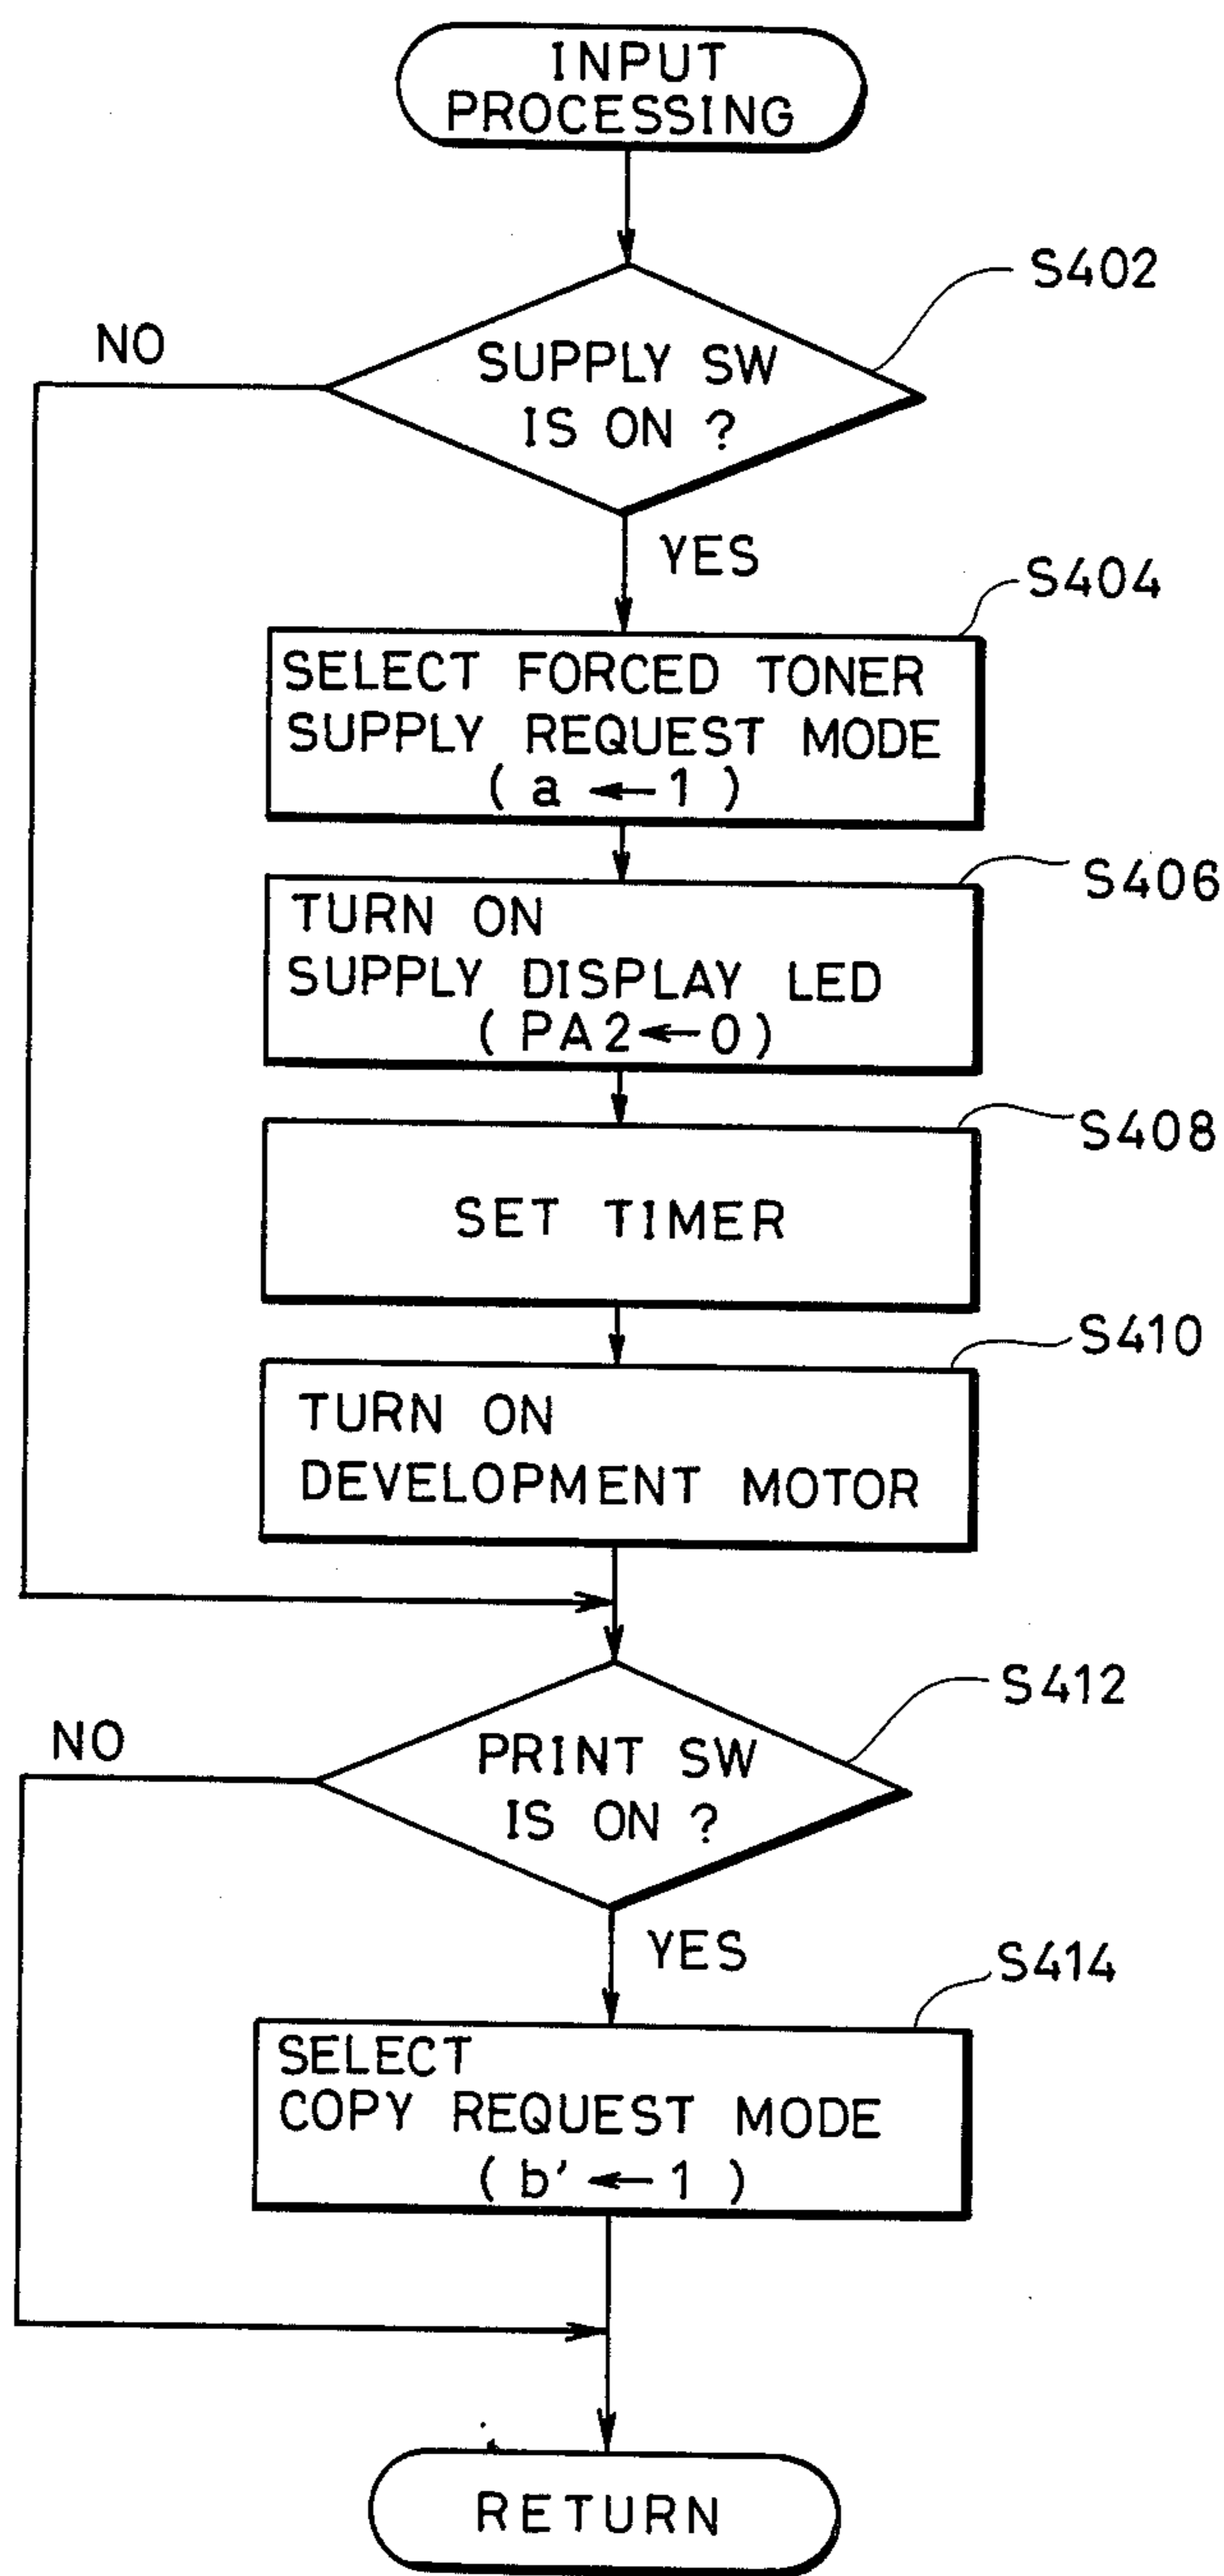 INPUT
PROCESSING
S402
NO
SUPPLY SW
IS ON ?
YES
S404
SELECT FORCED TONER
SUPPLY REQUEST MODE
( a ← 1 )
S406
TURN ON
SUPPLY DISPLAY LED
( PA2 ← 0 )
S408
SET TIMER
S410
TURN ON
DEVELOPMENT MOTOR
S412
NO
PRINT SW
IS ON ?
YES
S414
SELECT
COPY REQUEST MODE
( b' ← 1 )
RETURN